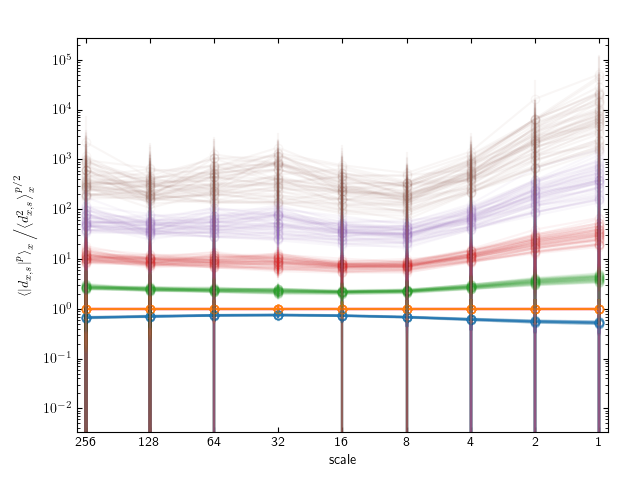 10^5
10^4
10^3
10^2
10^1
10^0
10^{-1}
10^{-2}
⟨|d_{x,s}|^p⟩_x / ⟨d_{x,s}^2⟩_x^{p/2}
256 128 64 32 16 8 4 2 1
scale